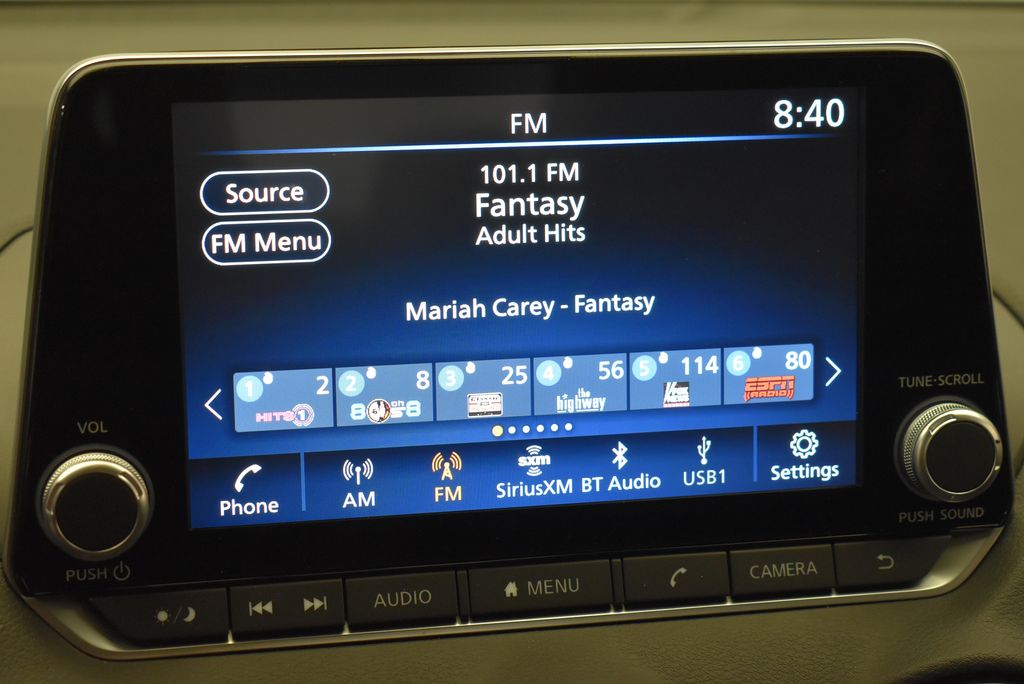 FM
8:40
Source
101.1 FM
Fantasy
FM Menu
Adult Hits
Mariah Carey - Fantasy
1 2
2 8
3 25
4 56
5 114
6 80
HITS 1
the highway
ESPN RADIO
VOL
TUNE·SCROLL
Phone
AM
FM
sxm
SiriusXM
BT Audio
USB1
Settings
PUSH
PUSH SOUND
AUDIO
MENU
CAMERA